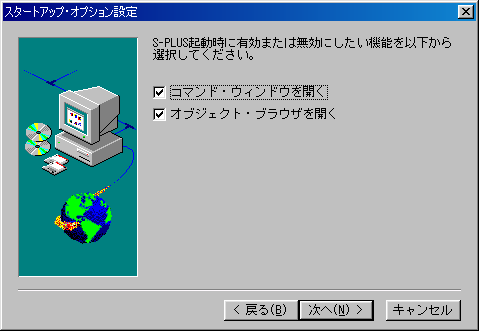 スタートアップ・オプション設定
S-PLUS起動時に有効または無効にしたい機能を以下から
選択してください。
コマンド・ウィンドウを開く
オブジェクト・ブラウザを開く
< 戻る(B)
次へ(N) >
キャンセル